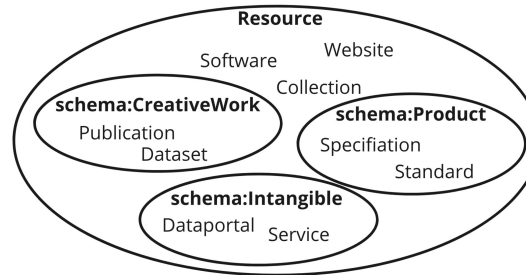 Resource
Website
Software
Collection
schema:CreativeWork
Publication
Dataset
schema:Product
Specifiation
Standard
schema:Intangible
Dataportal
Service